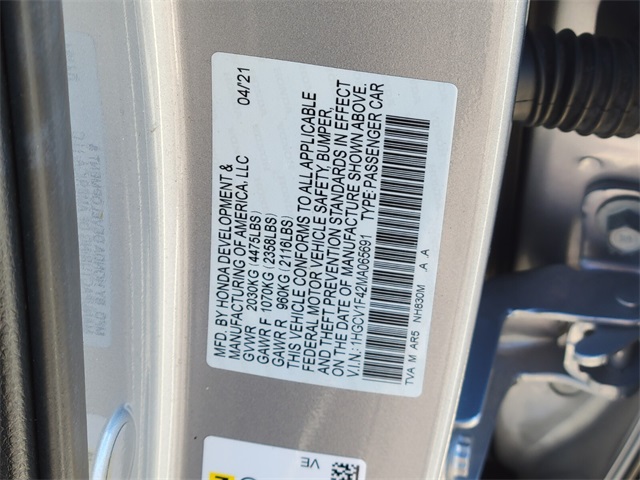 MFD. BY HONDA DEVELOPMENT & 04/21
MANUFACTURING OF AMERICA, LLC
GVWR 2030KG (4475LBS)
GAWR F 1070KG (2358LBS)
GAWR R 960KG (2116LBS)
THIS VEHICLE CONFORMS TO ALL APPLICABLE
FEDERAL MOTOR VEHICLE SAFETY, BUMPER,
AND THEFT PREVENTION STANDARDS IN EFFECT
ON THE DATE OF MANUFACTURE SHOWN ABOVE.
V.I.N.:1HGCV1F42MA065691 TYPE:PASSENGER CAR
TVA M AR5 NH830M .A .A
VE